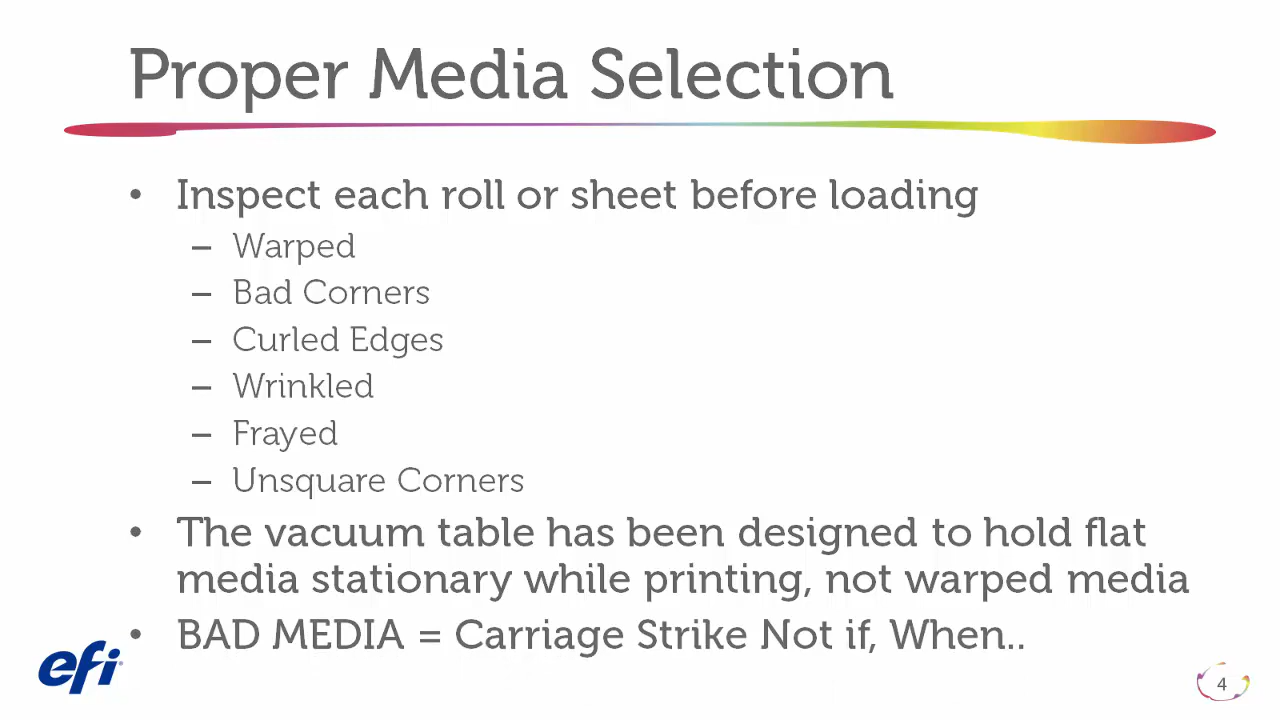 Proper Media Selection
• Inspect each roll or sheet before loading
– Warped
– Bad Corners
– Curled Edges
– Wrinkled
– Frayed
– Unsquare Corners
• The vacuum table has been designed to hold flat
media stationary while printing, not warped media
• BAD MEDIA = Carriage Strike Not if, When..
efi
4